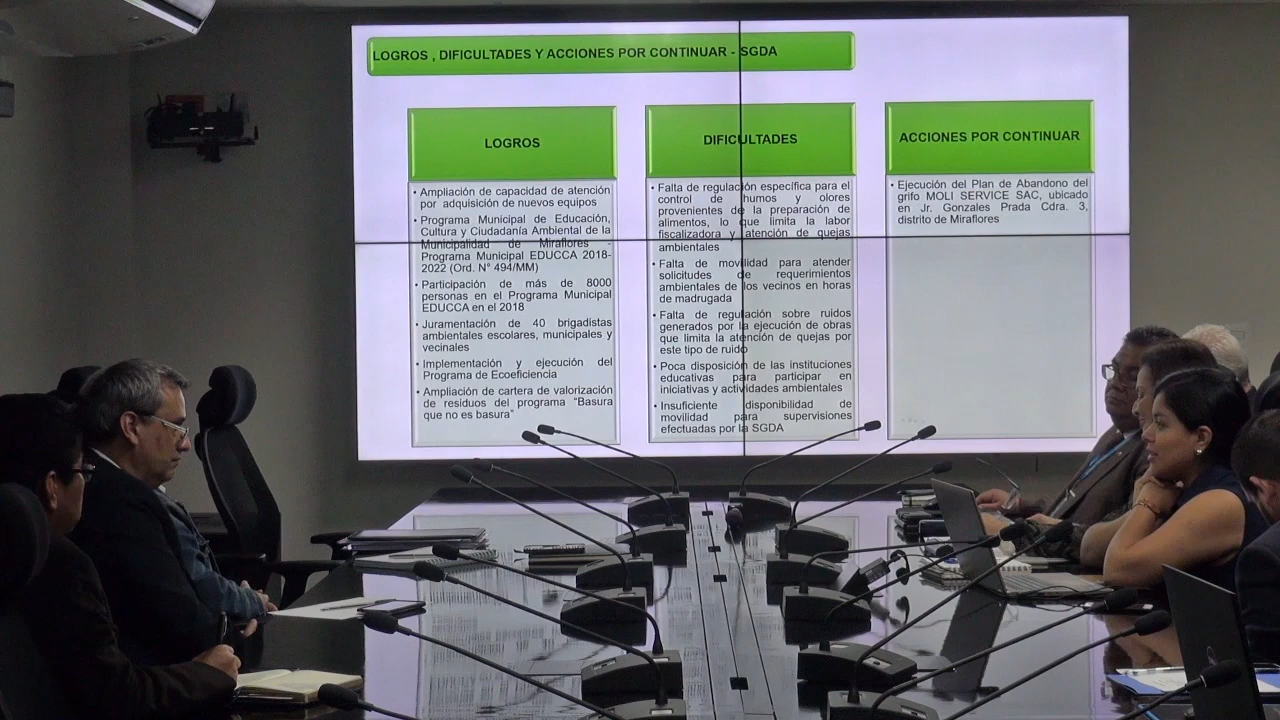 LOGROS , DIFICULTADES Y ACCIONES POR CONTINUAR - SGDA
LOGROS
• Ampliación de capacidad de atención
por adquisición de nuevos equipos
• Programa Municipal de Educación,
Cultura y Ciudadanía Ambiental de la
Municipalidad de Miraflores -
Programa Municipal EDUCCA 2018-
2022 (Ord. N° 494/MM)
• Participación de más de 8000
personas en el Programa Municipal
EDUCCA en el 2018
• Juramentación de 40 brigadistas
ambientales escolares, municipales y
vecinales
• Implementación y ejecución del
Programa de Ecoeficiencia
• Ampliación de cartera de valorización
de residuos del programa "Basura
que no es basura"
DIFICULTADES
• Falta de regulación específica para el
control de humos y olores
provenientes de la preparación de
alimentos, lo que limita la labor
fiscalizadora y atención de quejas
ambientales
• Falta de movilidad para atender
solicitudes de requerimientos
ambientales de los vecinos en horas
de madrugada
• Falta de regulación sobre ruidos
generados por la ejecución de obras
que limita la atención de quejas por
este tipo de ruido
• Poca disposición de las instituciones
educativas para participar en
iniciativas y actividades ambientales
• Insuficiente disponibilidad de
movilidad para supervisiones
efectuadas por la SGDA
ACCIONES POR CONTINUAR
• Ejecución del Plan de Abandono del
grifo MOLI SERVICE SAC, ubicado
en Jr. Gonzales Prada Cdra. 3,
distrito de Miraflores